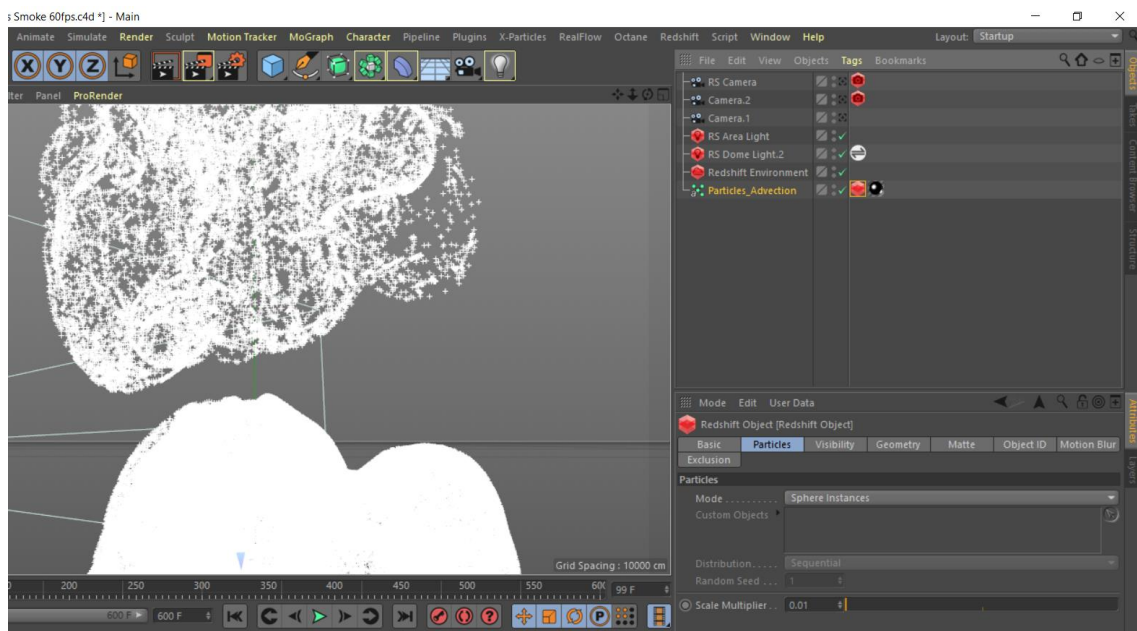 s Smoke 60fps.c4d *] - Main
Animate Simulate Render Sculpt Motion Tracker MoGraph Character Pipeline Plugins X-Particles RealFlow Octane Redshift Script Window Help Layout: Startup
X Y Z
File Edit View Objects Tags Bookmarks
lter Panel ProRender
RS Camera
Camera.2
Camera.1
RS Area Light
RS Dome Light.2
Redshift Environment
Particles_Advection
Objects
Takes
Content Browser
Structure
Mode Edit User Data
Redshift Object [Redshift Object]
Basic Particles Visibility Geometry Matte Object ID Motion Blur
Exclusion
Particles
Mode Sphere Instances
Custom Objects
Distribution Sequential
Random Seed 1
Scale Multiplier 0.01
Attributes
Layers
Grid Spacing : 10000 cm
200 250 300 350 400 450 500 550 99 F
600 F 600 F
P